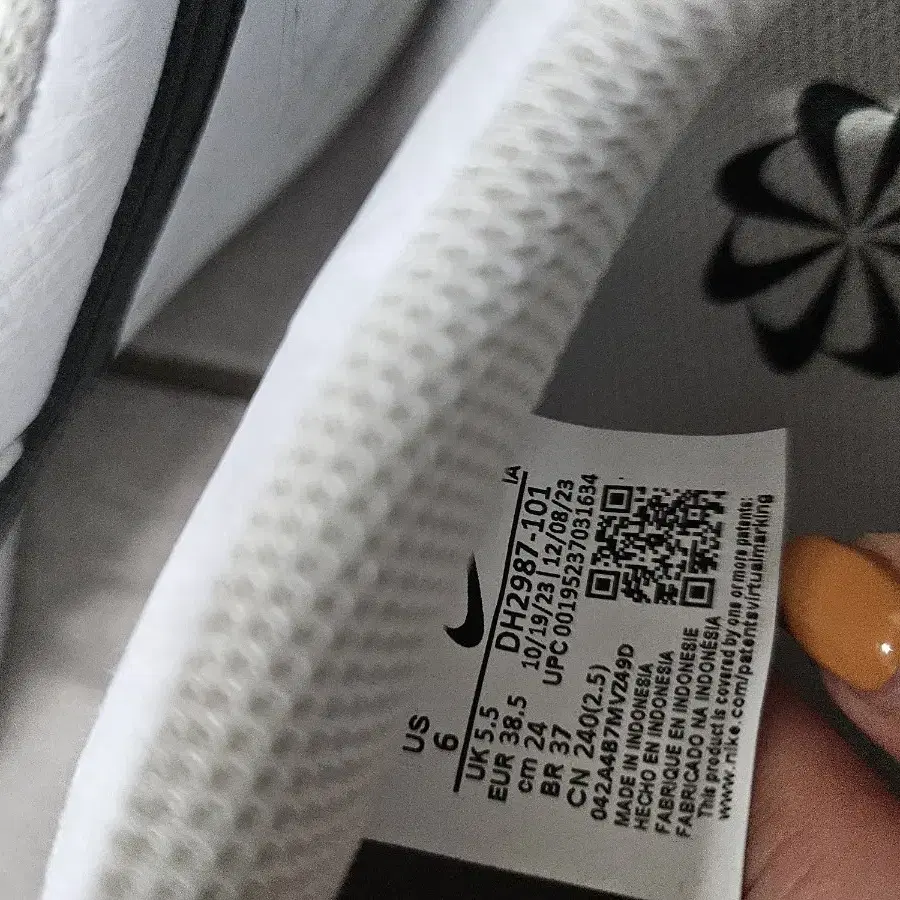 US
6
IA
DH2987-101
10/19/23 | 12/08/23
UPC 00195237031634
UK 5.5
EUR 38.5
cm 24
BR 37
CN 240(2.5)
042A4B7MVZ49D
MADE IN INDONESIA
HECHO EN INDONESIA
FABRIQUE EN INDONESIE
FABRICADO NA INDONÉSIA
This product is covered by one or more patents:
www.nike.com/patentsvirtualmarking